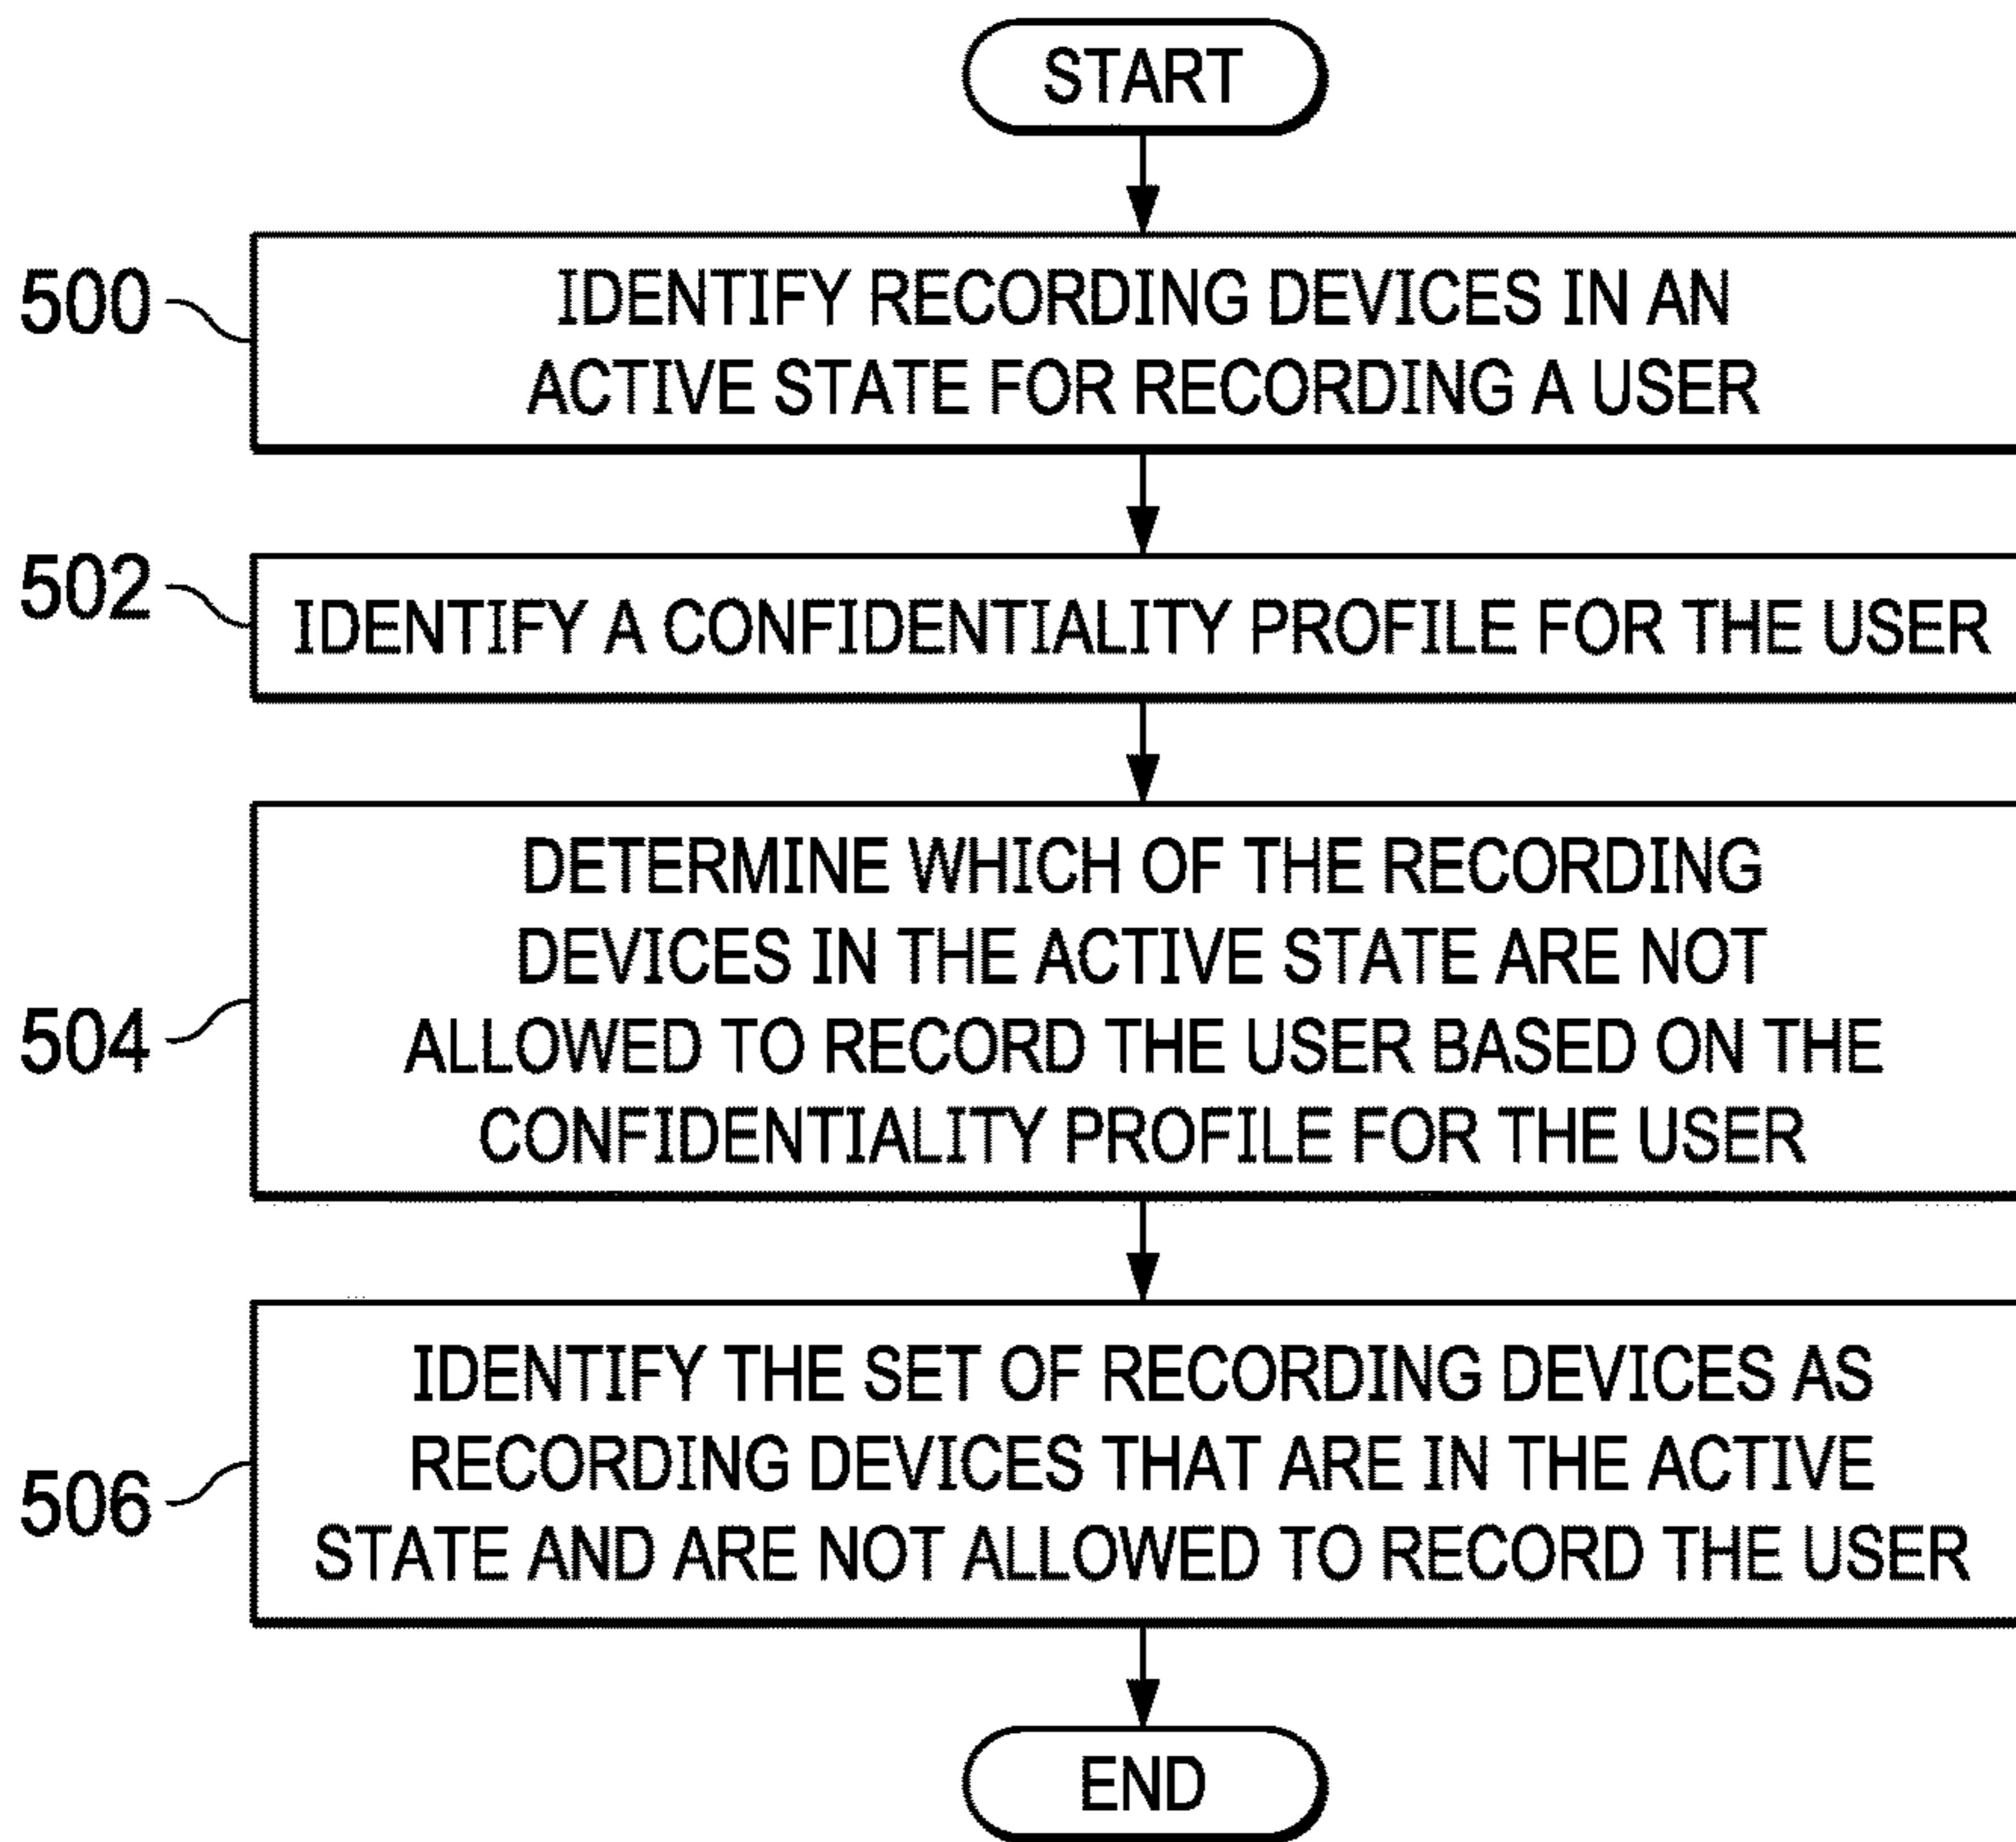 START
500
IDENTIFY RECORDING DEVICES IN AN
ACTIVE STATE FOR RECORDING A USER
502
IDENTIFY A CONFIDENTIALITY PROFILE FOR THE USER
504
DETERMINE WHICH OF THE RECORDING
DEVICES IN THE ACTIVE STATE ARE NOT
ALLOWED TO RECORD THE USER BASED ON THE
CONFIDENTIALITY PROFILE FOR THE USER
506
IDENTIFY THE SET OF RECORDING DEVICES AS
RECORDING DEVICES THAT ARE IN THE ACTIVE
STATE AND ARE NOT ALLOWED TO RECORD THE USER
END